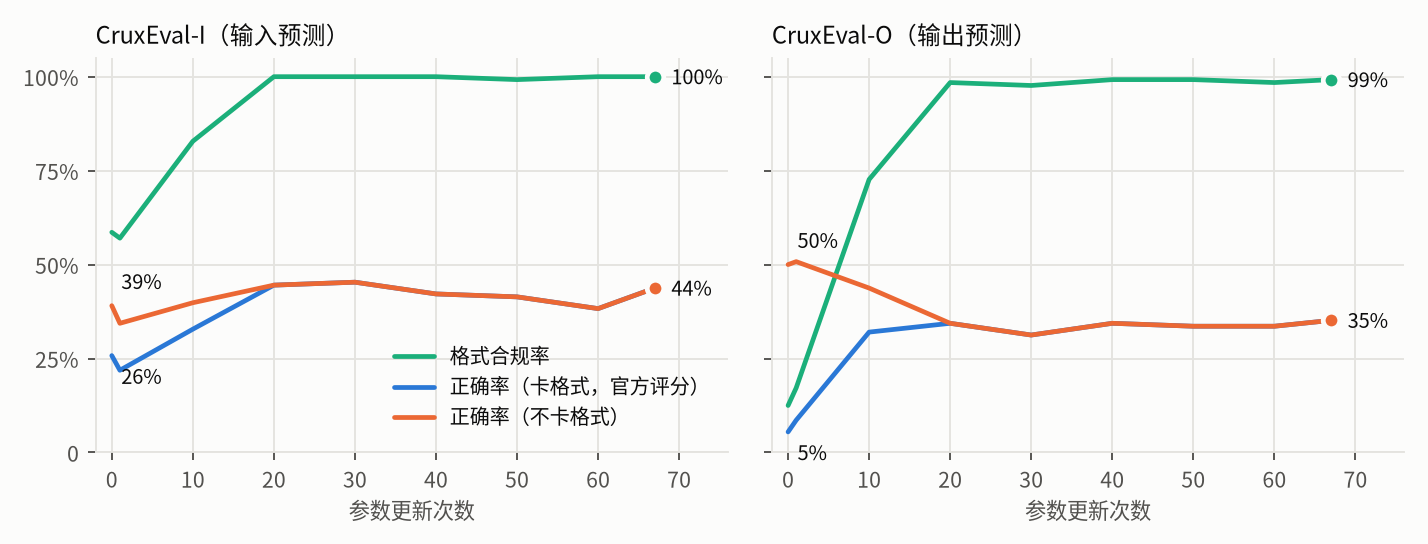 CruxEval-I（输入预测）
100%
75%
50%
25%
0
100%
39%
44%
26%
格式合规率
正确率（卡格式，官方评分）
正确率（不卡格式）
0 10 20 30 40 50 60 70
参数更新次数
CruxEval-O（输出预测）
99%
50%
35%
5%
0 10 20 30 40 50 60 70
参数更新次数